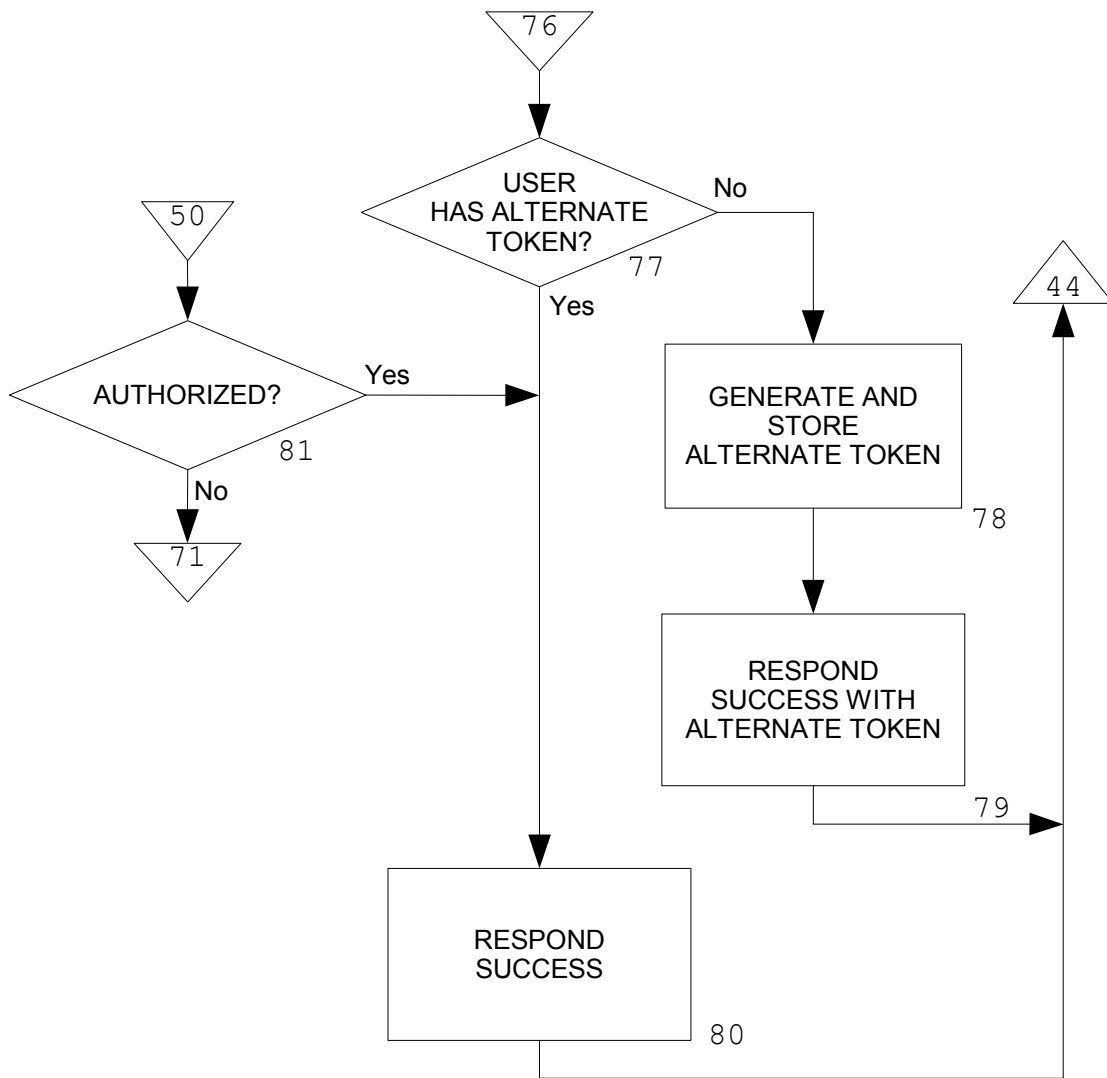 76
USER
HAS ALTERNATE
TOKEN?
No
77
Yes
50
AUTHORIZED?
Yes
81
No
71
44
GENERATE AND
STORE
ALTERNATE TOKEN
78
RESPOND
SUCCESS WITH
ALTERNATE TOKEN
79
RESPOND
SUCCESS
80